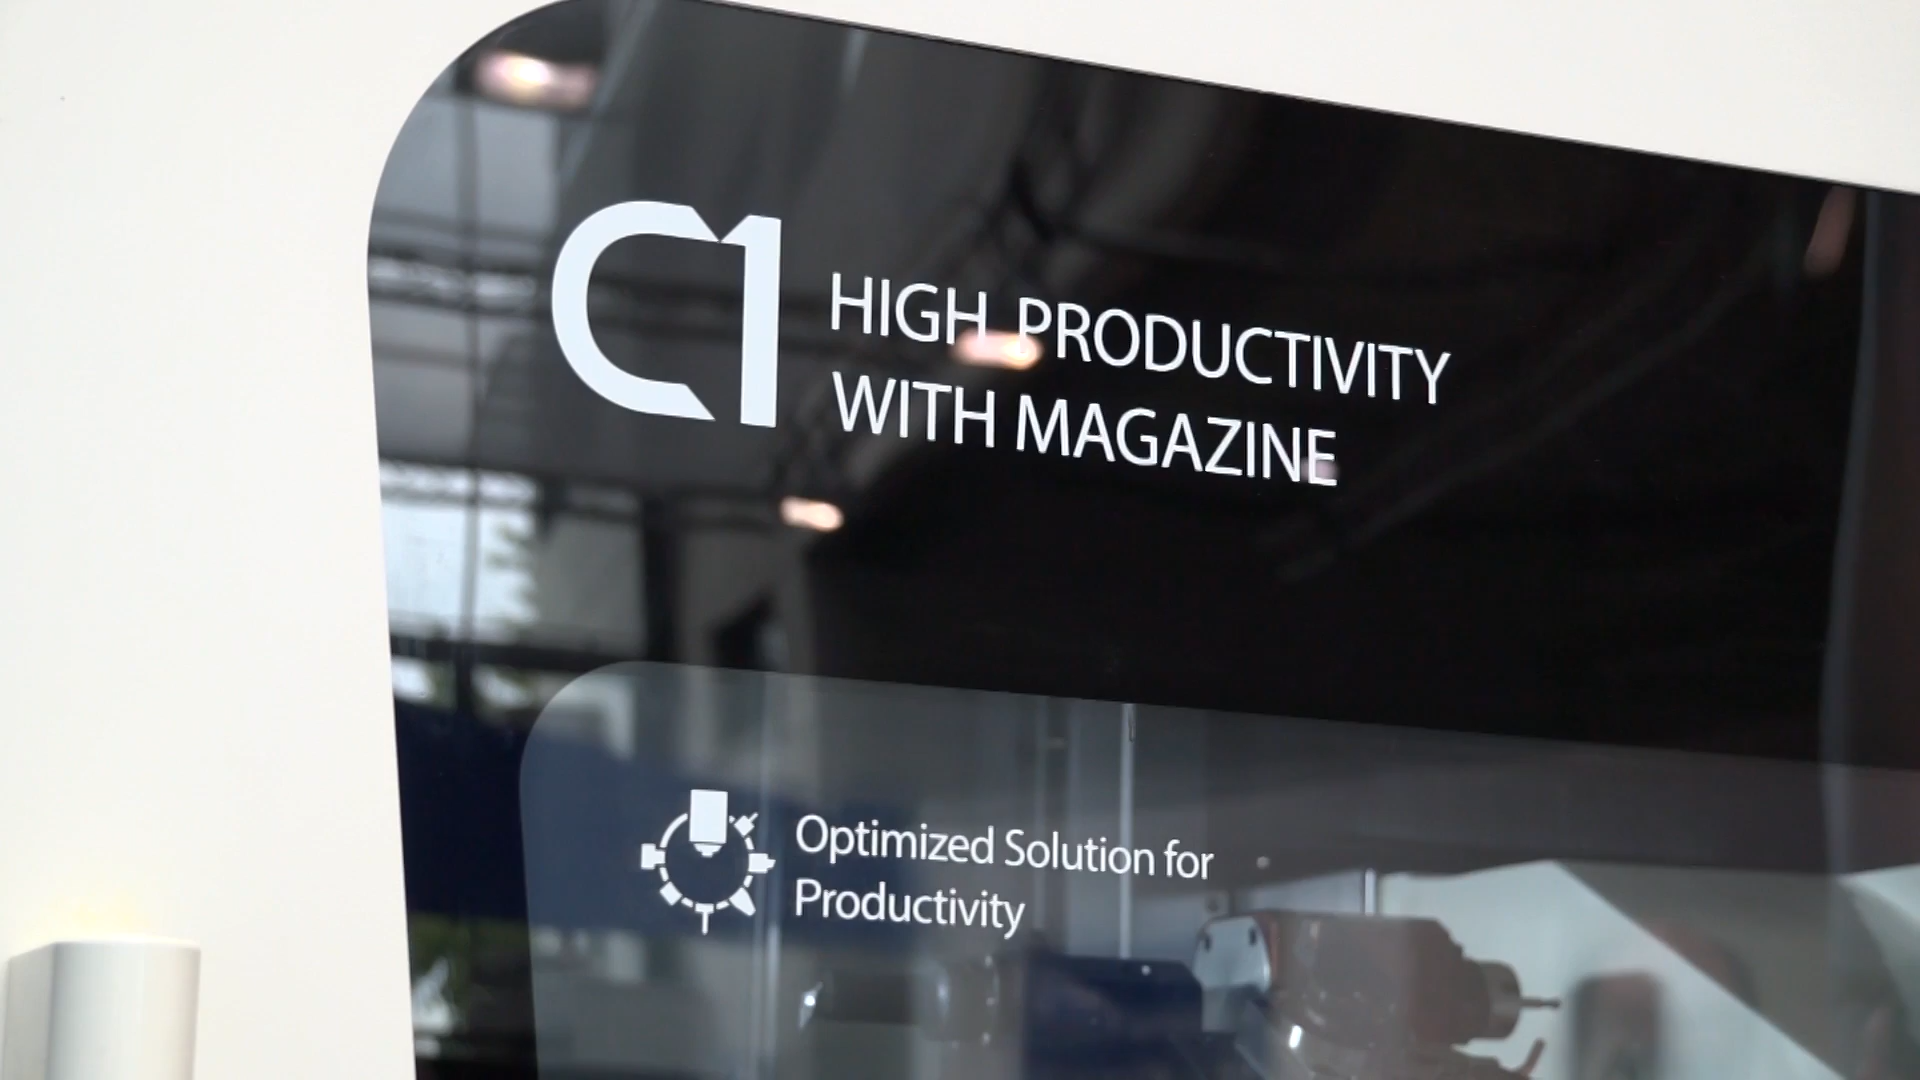 C1
HIGH PRODUCTIVITY
WITH MAGAZINE
Optimized Solution for
Productivity